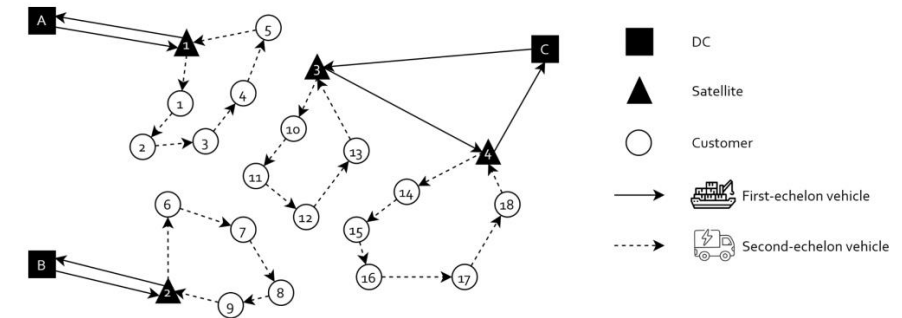 A
1
5
1
4
2
3
3
C
10
13
11
12
4
14
18
15
16
17
6
7
B
2
8
9
DC
Satellite
Customer
First-echelon vehicle
Second-echelon vehicle